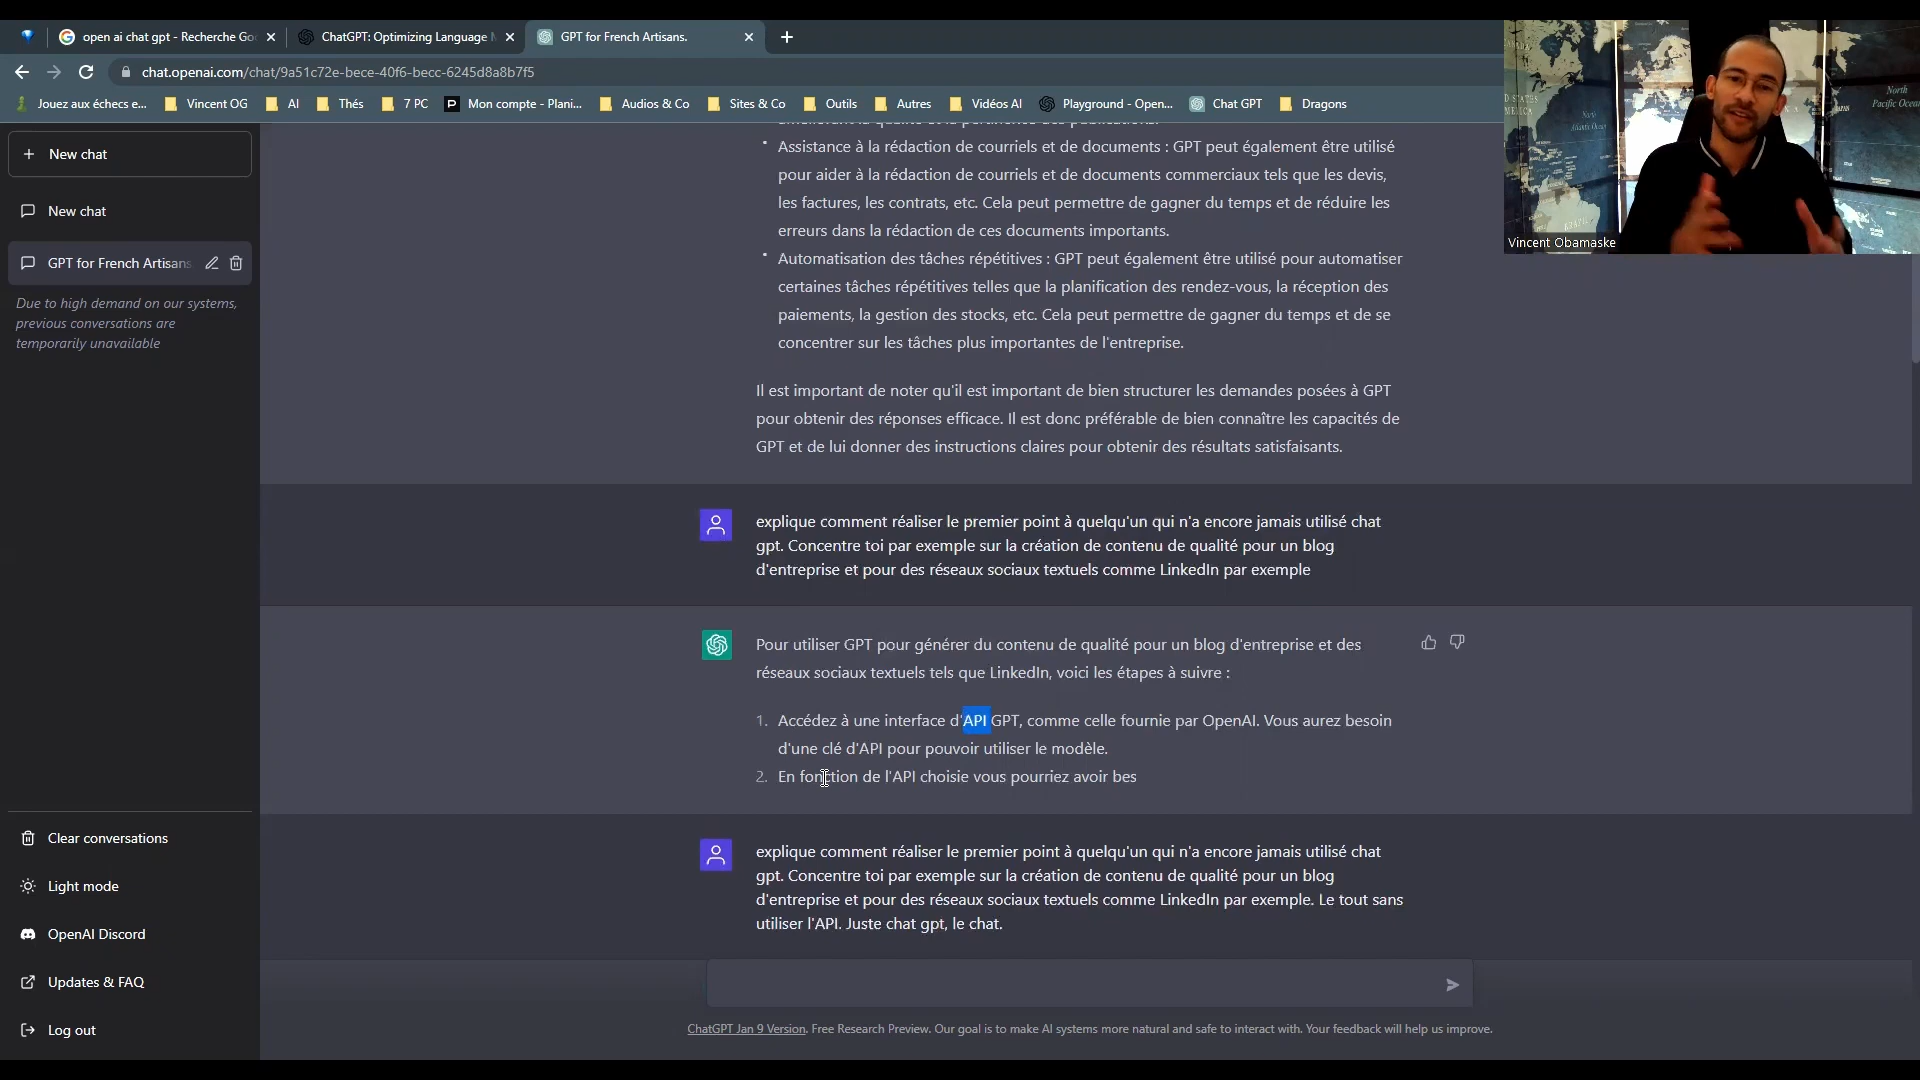 open ai chat gpt - Recherche Go
ChatGPT: Optimizing Language
GPT for French Artisans.
chat.openai.com/chat/9a51c72e-bece-40f6-becc-6245d8a8b7f5
Jouez aux échecs e...
Vincent OG
AI
Thés
7 PC
Mon compte - Plani...
Audios & Co
Sites & Co
Outils
Autres
Vidéos AI
Playground - Open...
Chat GPT
Dragons
New chat
New chat
GPT for French Artisans
Due to high demand on our systems,
previous conversations are
temporarily unavailable
Clear conversations
Light mode
OpenAI Discord
Updates & FAQ
Log out
• Assistance à la rédaction de courriels et de documents : GPT peut également être utilisé
pour aider à la rédaction de courriels et de documents commerciaux tels que les devis,
les factures, les contrats, etc. Cela peut permettre de gagner du temps et de réduire les
erreurs dans la rédaction de ces documents importants.
• Automatisation des tâches répétitives : GPT peut également être utilisé pour automatiser
certaines tâches répétitives telles que la planification des rendez-vous, la réception des
paiements, la gestion des stocks, etc. Cela peut permettre de gagner du temps et de se
concentrer sur les tâches plus importantes de l'entreprise.
Il est important de noter qu'il est important de bien structurer les demandes posées à GPT
pour obtenir des réponses efficace. Il est donc préférable de bien connaître les capacités de
GPT et de lui donner des instructions claires pour obtenir des résultats satisfaisants.
explique comment réaliser le premier point à quelqu'un qui n'a encore jamais utilisé chat
gpt. Concentre toi par exemple sur la création de contenu de qualité pour un blog
d'entreprise et pour des réseaux sociaux textuels comme LinkedIn par exemple
Pour utiliser GPT pour générer du contenu de qualité pour un blog d'entreprise et des
réseaux sociaux textuels tels que LinkedIn, voici les étapes à suivre :
1. Accédez à une interface d'API GPT, comme celle fournie par OpenAI. Vous aurez besoin
d'une clé d'API pour pouvoir utiliser le modèle.
2. En fonction de l'API choisie vous pourriez avoir bes
explique comment réaliser le premier point à quelqu'un qui n'a encore jamais utilisé chat
gpt. Concentre toi par exemple sur la création de contenu de qualité pour un blog
d'entreprise et pour des réseaux sociaux textuels comme LinkedIn par exemple. Le tout sans
utiliser l'API. Juste chat gpt, le chat.
ChatGPT Jan 9 Version. Free Research Preview. Our goal is to make AI systems more natural and safe to interact with. Your feedback will help us improve.
North
Pacific Ocean
Vincent Obamaske